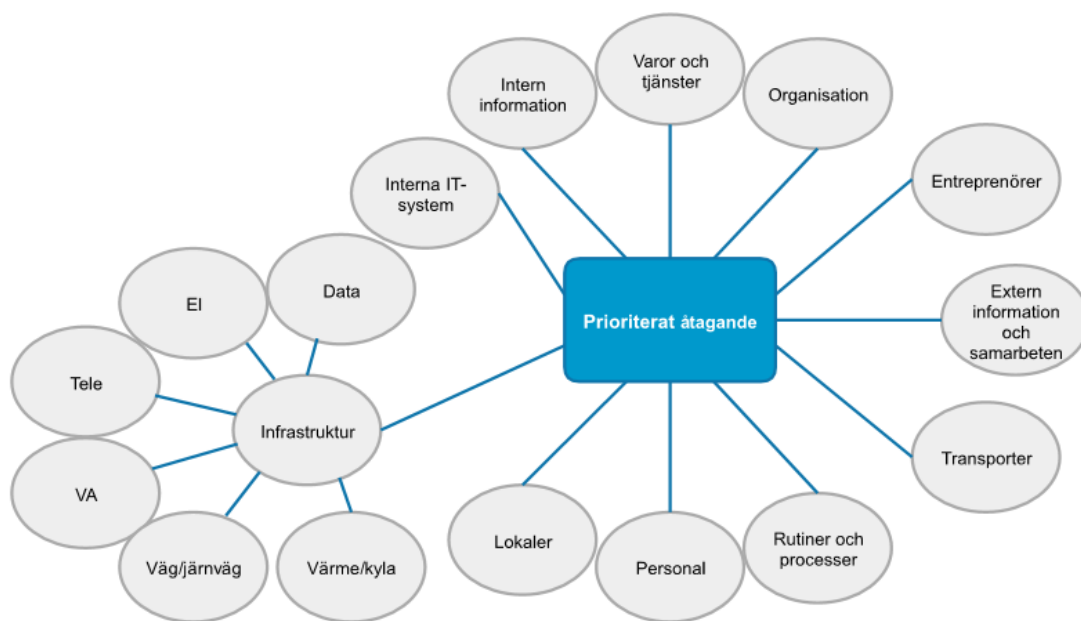 Varor och
tjänster
Intern
information
Organisation
Interna IT-
system
Entreprenörer
Data
El
Extern
information
och
samarbeten
Prioriterat åtagande
Tele
Infrastruktur
Transporter
VA
Lokaler
Rutiner och
processer
Personal
Väg/järnväg
Värme/kyla